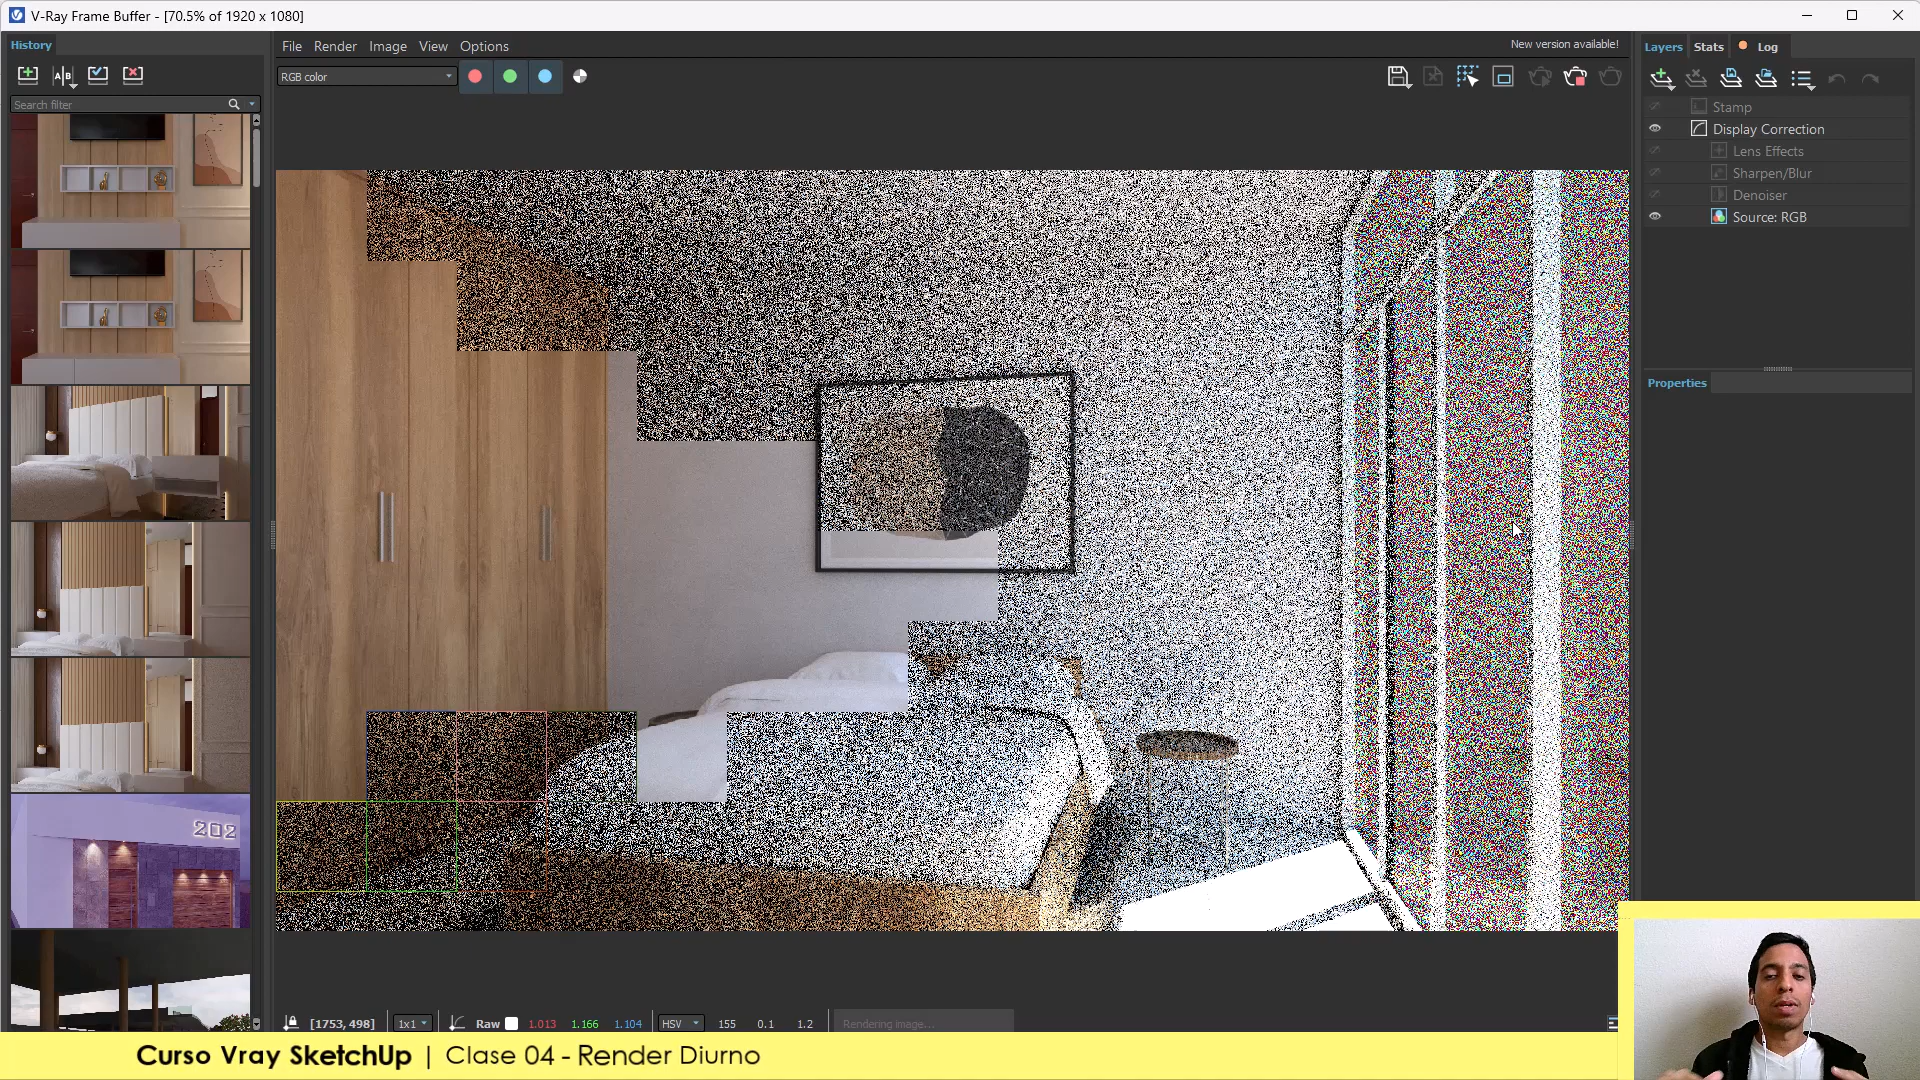 V-Ray Frame Buffer - [70.5% of 1920 x 1080]
History
File Render Image View Options
New version available!
Layers Stats Log
A B
RGB color
Search filter
Stamp
Display Correction
Lens Effects
Sharpen/Blur
Denoiser
Source: RGB
Properties
202
[1753, 498] 1x1 Raw 1.013 1.166 1.104 HSV 155 0.1 1.2 Rendering image...
Curso Vray SketchUp | Clase 04 - Render Diurno